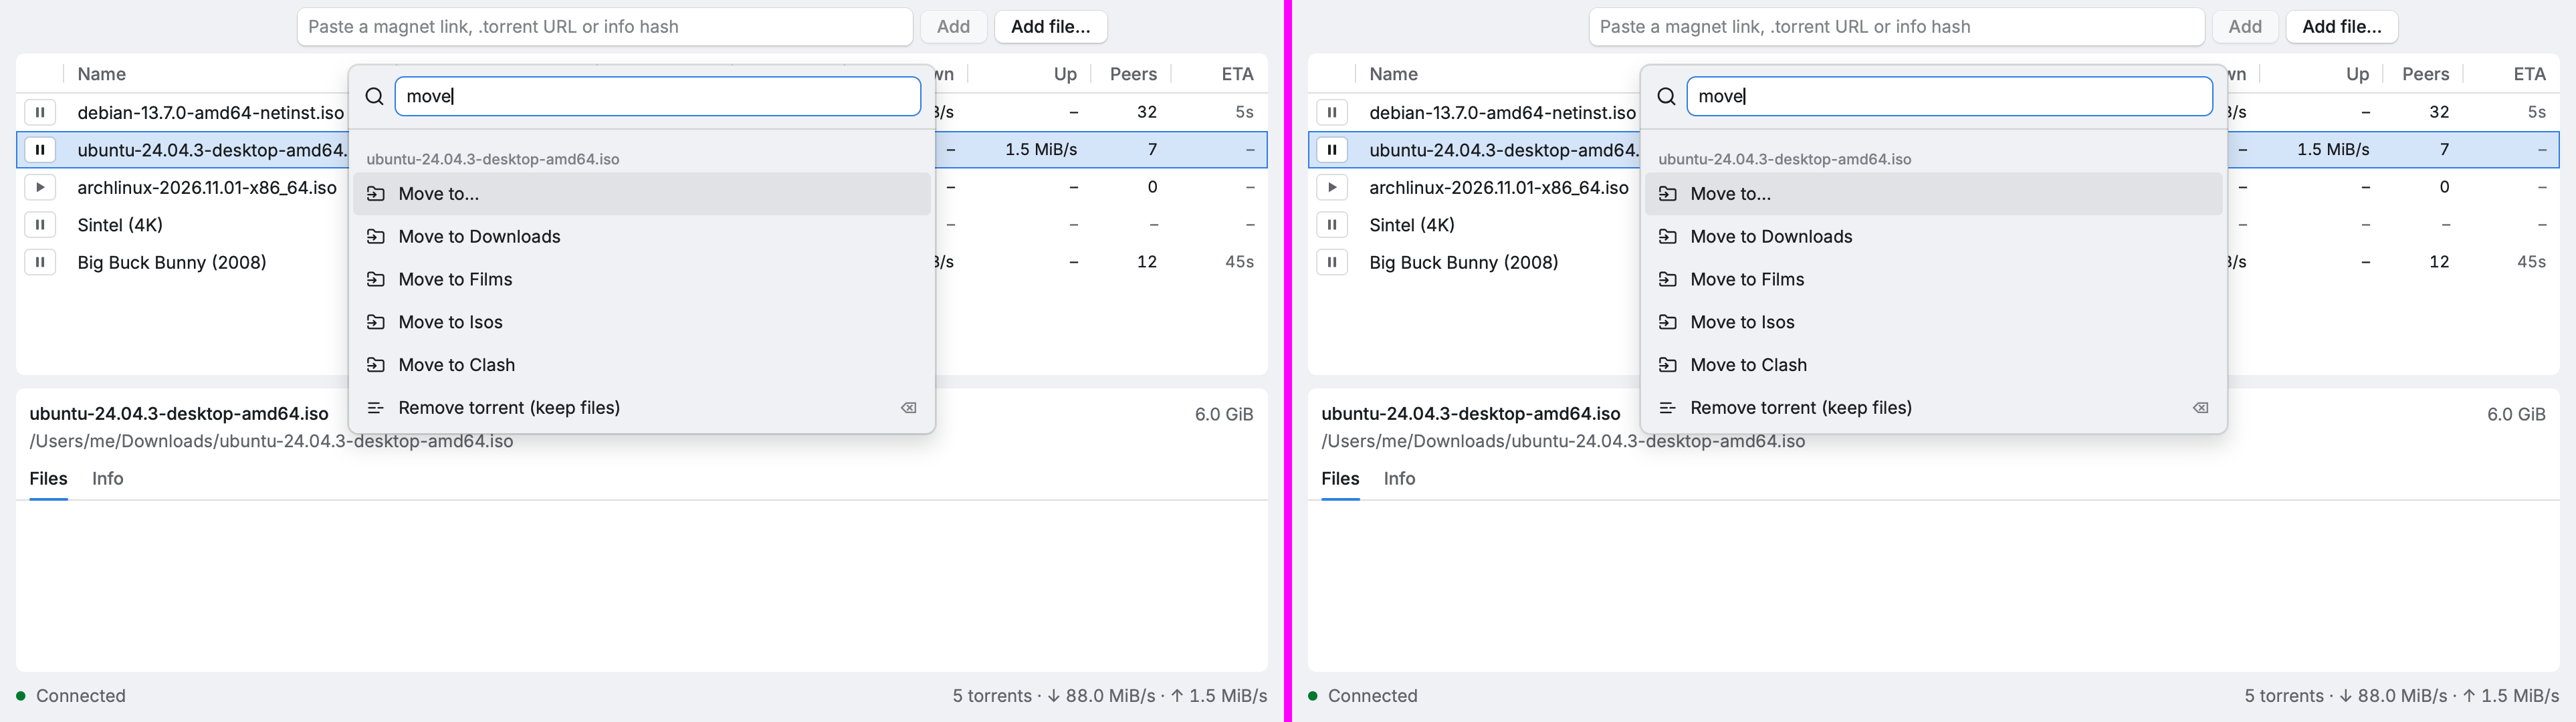 Paste a magnet link, .torrent URL or info hash Add Add file...
Name wn Up Peers ETA
move
debian-13.7.0-amd64-netinst.iso B/s – 32 5s
ubuntu-24.04.3-desktop-amd64. – 1.5 MiB/s 7 –
ubuntu-24.04.3-desktop-amd64.iso
archlinux-2026.11.01-x86_64.iso – – 0 –
Move to...
Sintel (4K) – – – –
Move to Downloads
Big Buck Bunny (2008) B/s – 12 45s
Move to Films
Move to Isos
Move to Clash
Remove torrent (keep files)
ubuntu-24.04.3-desktop-amd64.iso 6.0 GiB
/Users/me/Downloads/ubuntu-24.04.3-desktop-amd64.iso
Files Info
Connected 5 torrents · ↓ 88.0 MiB/s · ↑ 1.5 MiB/s
Paste a magnet link, .torrent URL or info hash Add Add file...
Name wn Up Peers ETA
move
debian-13.7.0-amd64-netinst.iso B/s – 32 5s
ubuntu-24.04.3-desktop-amd64. – 1.5 MiB/s 7 –
ubuntu-24.04.3-desktop-amd64.iso
archlinux-2026.11.01-x86_64.iso – – 0 –
Move to...
Sintel (4K) – – – –
Move to Downloads
Big Buck Bunny (2008) B/s – 12 45s
Move to Films
Move to Isos
Move to Clash
Remove torrent (keep files)
ubuntu-24.04.3-desktop-amd64.iso 6.0 GiB
/Users/me/Downloads/ubuntu-24.04.3-desktop-amd64.iso
Files Info
Connected 5 torrents · ↓ 88.0 MiB/s · ↑ 1.5 MiB/s